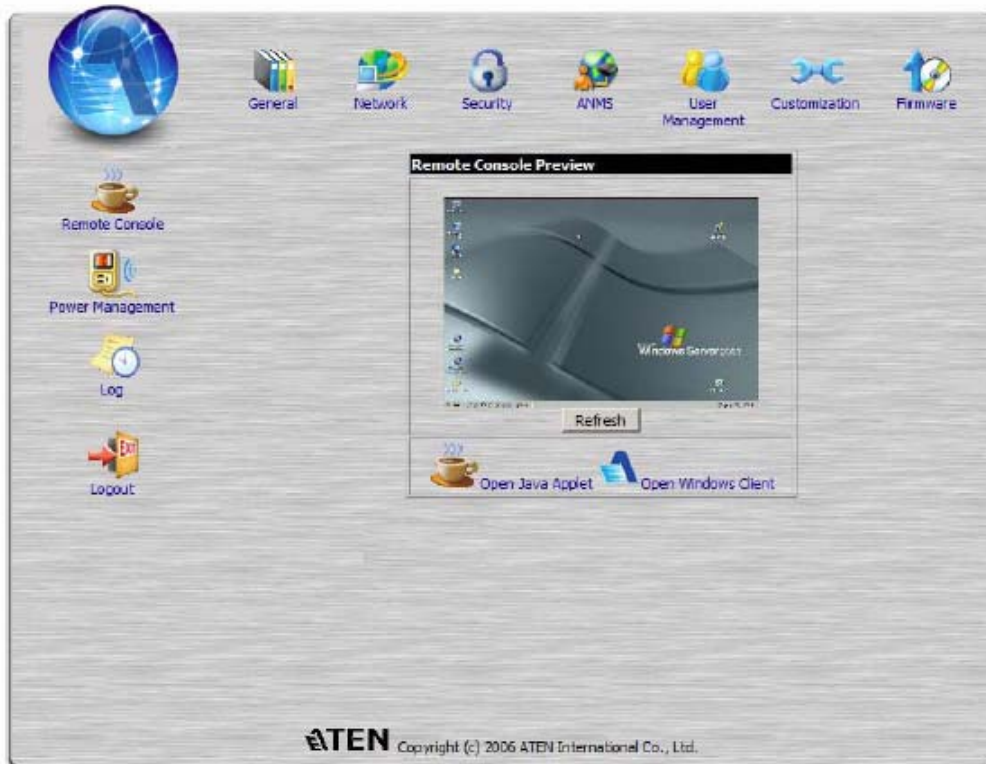 General
Network
Security
ANMS
User
Management
Customization
Firmware
Remote Console
Power Management
Log
EXIT
Logout
Remote Console Preview
Windows Server
Refresh
Open Java Applet
Open Windows Client
ATEN Copyright (c) 2006 ATEN International Co., Ltd.